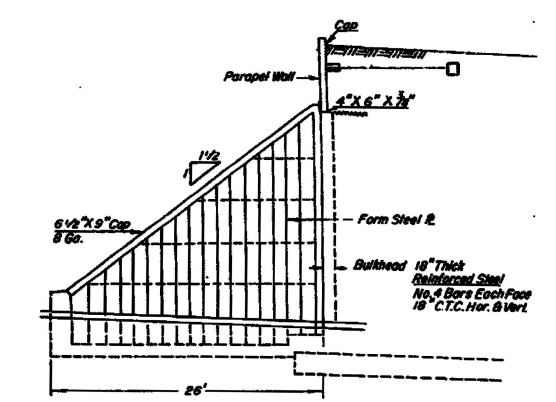 Cap
Parapel Wall
4" X 6" X 3/8"
1 1/2
1
6 1/2" X 9" Cap
8 Ga.
Form Steel ℄
Bulkhead 18" Thick
Reinforced Steel
No. 4 Bars Each Face
18" C.T.C. Hor. & Vert.
26'